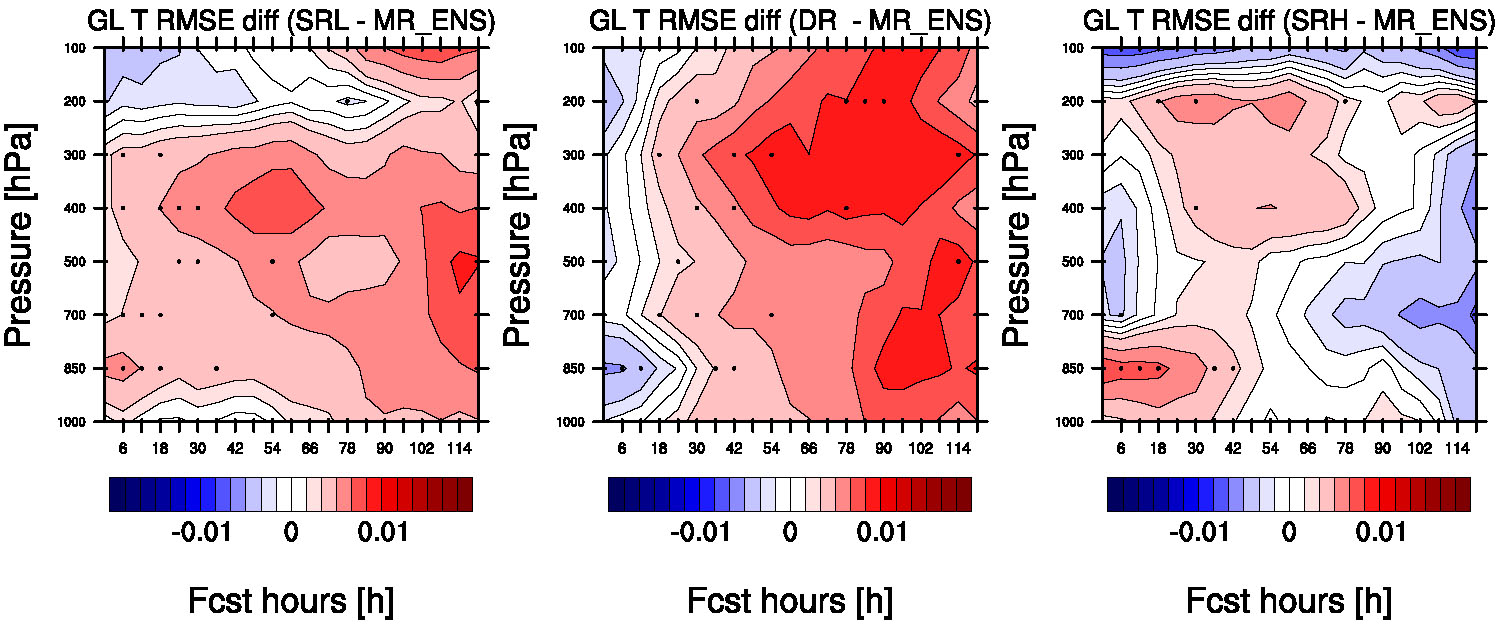 GL T RMSE diff (SRL - MR_ENS)
GL T RMSE diff (DR  - MR_ENS)
GL T RMSE diff (SRH - MR_ENS)
Pressure [hPa]
100
200
300
400
500
700
850
1000
6 18 30 42 54 66 78 90 102 114
-0.01 0 0.01
Fcst hours [h]
Pressure [hPa]
100
200
300
400
500
700
850
1000
6 18 30 42 54 66 78 90 102 114
-0.01 0 0.01
Fcst hours [h]
Pressure [hPa]
100
200
300
400
500
700
850
1000
6 18 30 42 54 66 78 90 102 114
-0.01 0 0.01
Fcst hours [h]